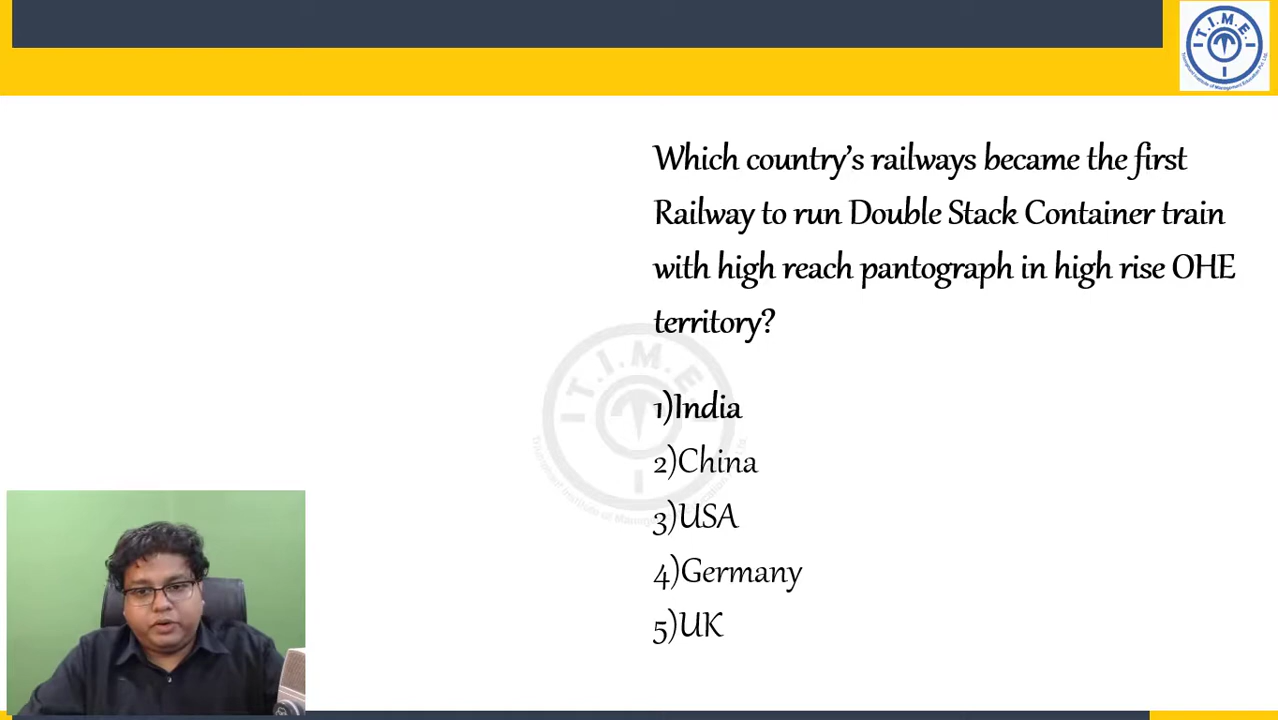 I T.I.M.E I
Which country's railways became the first
Railway to run Double Stack Container train
with high reach pantograph in high rise OHE
territory?
I T.I.M.E I
1)India
2)China
3)USA
4)Germany
5)UK